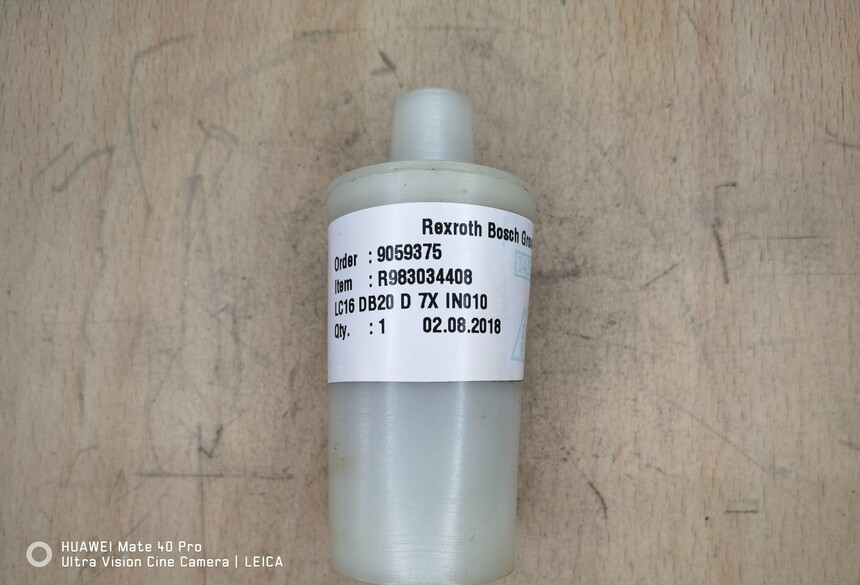 Rexroth Bosch
Order : 9059375
Item : R983034408
LC16 DB20 D 7X IN010
Qty. : 1 02.08.2018
HUAWEI Mate 40 Pro
Ultra Vision Cine Camera | LEICA